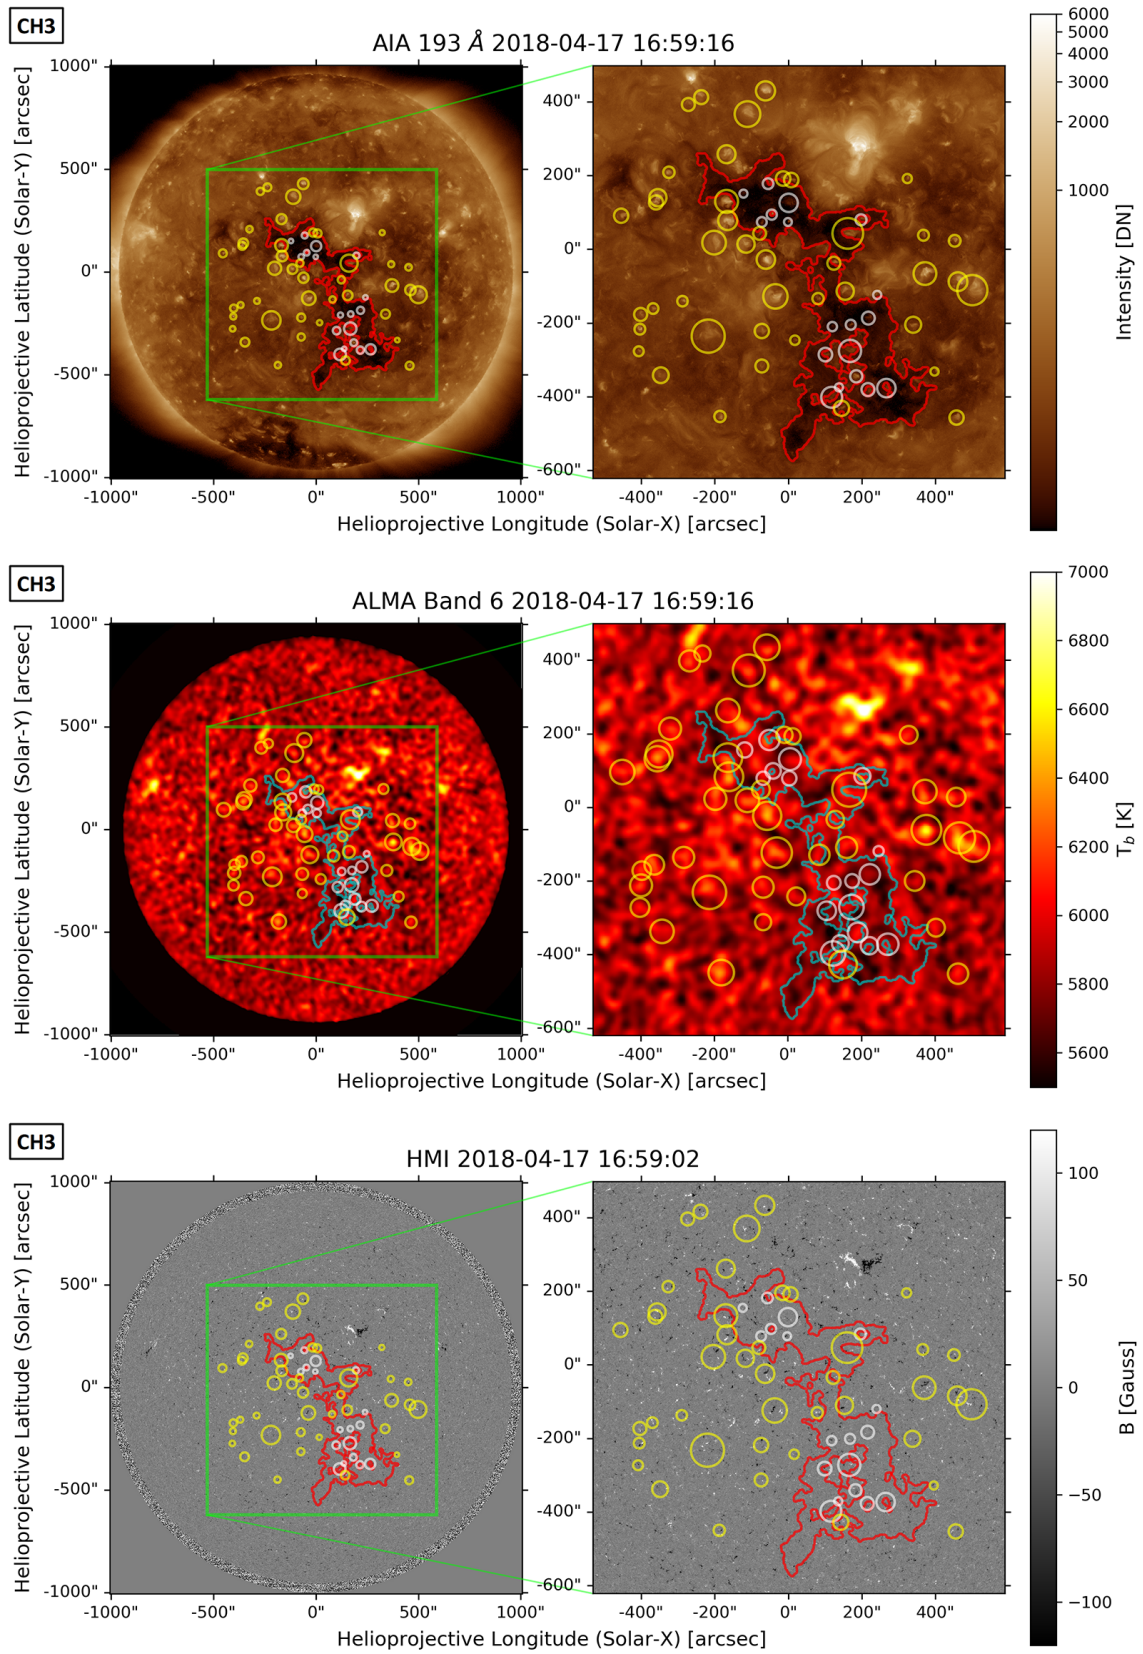 CH3
AIA 193 Å 2018-04-17 16:59:16
1000"
500"
0"
-500"
-1000"
Helioprojective Latitude (Solar-Y) [arcsec]
-1000" -500" 0" 500" 1000"
400"
200"
0"
-200"
-400"
-600"
-400" -200" 0" 200" 400"
Helioprojective Longitude (Solar-X) [arcsec]
6000
5000
4000
3000
2000
1000
Intensity [DN]
CH3
ALMA Band 6 2018-04-17 16:59:16
1000"
500"
0"
-500"
-1000"
Helioprojective Latitude (Solar-Y) [arcsec]
-1000" -500" 0" 500" 1000"
400"
200"
0"
-200"
-400"
-600"
-400" -200" 0" 200" 400"
Helioprojective Longitude (Solar-X) [arcsec]
7000
6800
6600
6400
6200
6000
5800
5600
T_b [K]
CH3
HMI 2018-04-17 16:59:02
1000"
500"
0"
-500"
-1000"
Helioprojective Latitude (Solar-Y) [arcsec]
-1000" -500" 0" 500" 1000"
400"
200"
0"
-200"
-400"
-600"
-400" -200" 0" 200" 400"
Helioprojective Longitude (Solar-X) [arcsec]
100
50
0
−50
−100
B [Gauss]